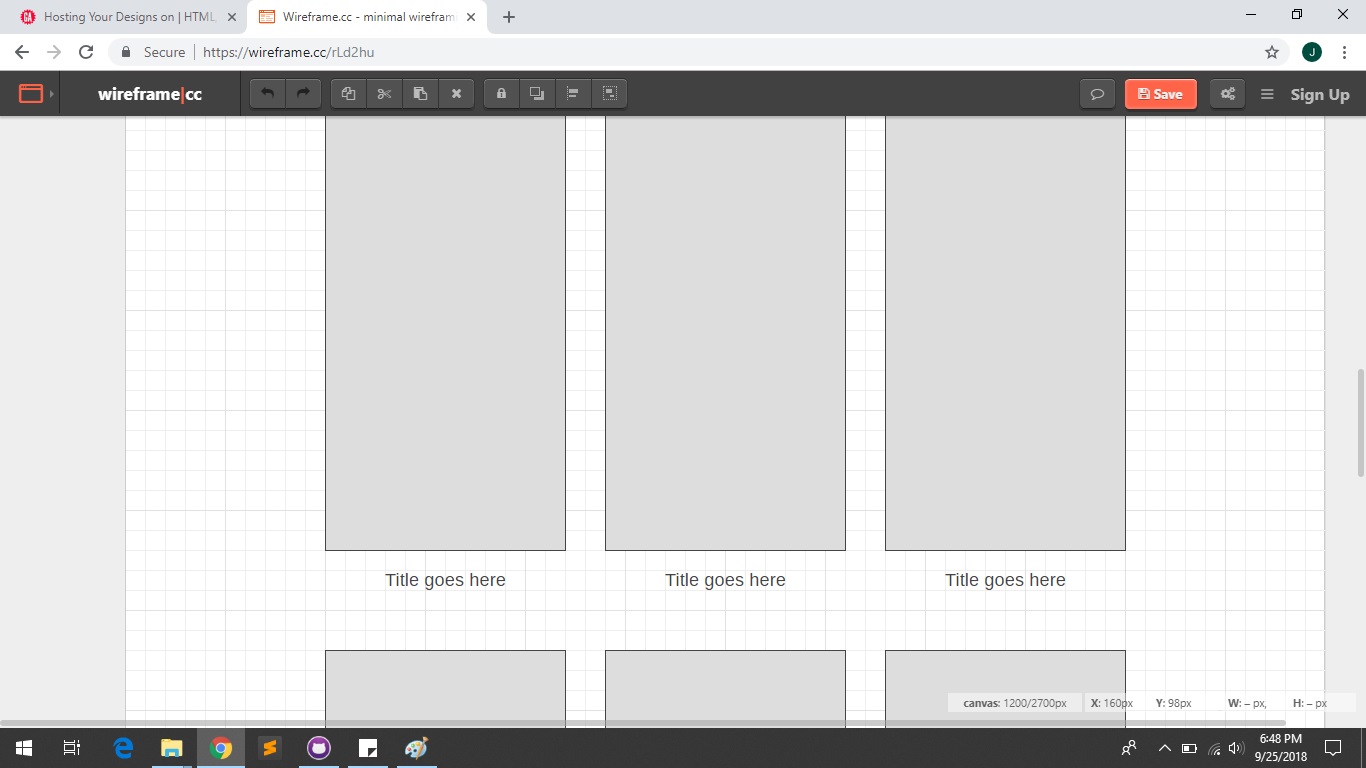 Hosting Your Designs on | HTML,
Wireframe.cc - minimal wirefram
Secure
https://wireframe.cc/rLd2hu
J
wireframe|cc
Save
Sign Up
Title goes here
Title goes here
Title goes here
canvas: 1200/2700px
X: 160px
Y: 98px
W: – px,
H: – px
6:48 PM
9/25/2018